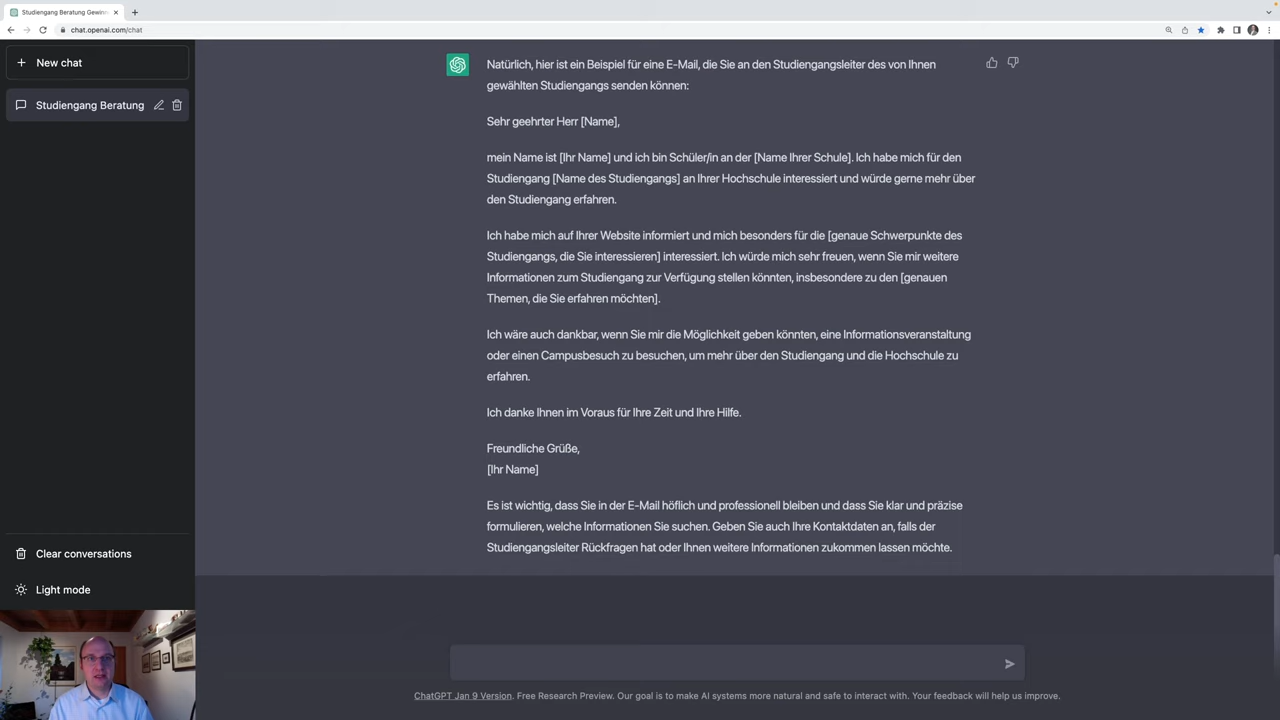 Studiengang Beratung Gewinn
chat.openai.com/chat
New chat
Studiengang Beratung
Natürlich, hier ist ein Beispiel für eine E-Mail, die Sie an den Studiengangsleiter des von Ihnen
gewählten Studiengangs senden können:
Sehr geehrter Herr [Name],
mein Name ist [Ihr Name] und ich bin Schüler/in an der [Name Ihrer Schule]. Ich habe mich für den
Studiengang [Name des Studiengangs] an Ihrer Hochschule interessiert und würde gerne mehr über
den Studiengang erfahren.
Ich habe mich auf Ihrer Website informiert und mich besonders für die [genaue Schwerpunkte des
Studiengangs, die Sie interessieren] interessiert. Ich würde mich sehr freuen, wenn Sie mir weitere
Informationen zum Studiengang zur Verfügung stellen könnten, insbesondere zu den [genauen
Themen, die Sie erfahren möchten].
Ich wäre auch dankbar, wenn Sie mir die Möglichkeit geben könnten, eine Informationsveranstaltung
oder einen Campusbesuch zu besuchen, um mehr über den Studiengang und die Hochschule zu
erfahren.
Ich danke Ihnen im Voraus für Ihre Zeit und Ihre Hilfe.
Freundliche Grüße,
[Ihr Name]
Es ist wichtig, dass Sie in der E-Mail höflich und professionell bleiben und dass Sie klar und präzise
formulieren, welche Informationen Sie suchen. Geben Sie auch Ihre Kontaktdaten an, falls der
Studiengangsleiter Rückfragen hat oder Ihnen weitere Informationen zukommen lassen möchte.
Clear conversations
Light mode
ChatGPT Jan 9 Version. Free Research Preview. Our goal is to make AI systems more natural and safe to interact with. Your feedback will help us improve.